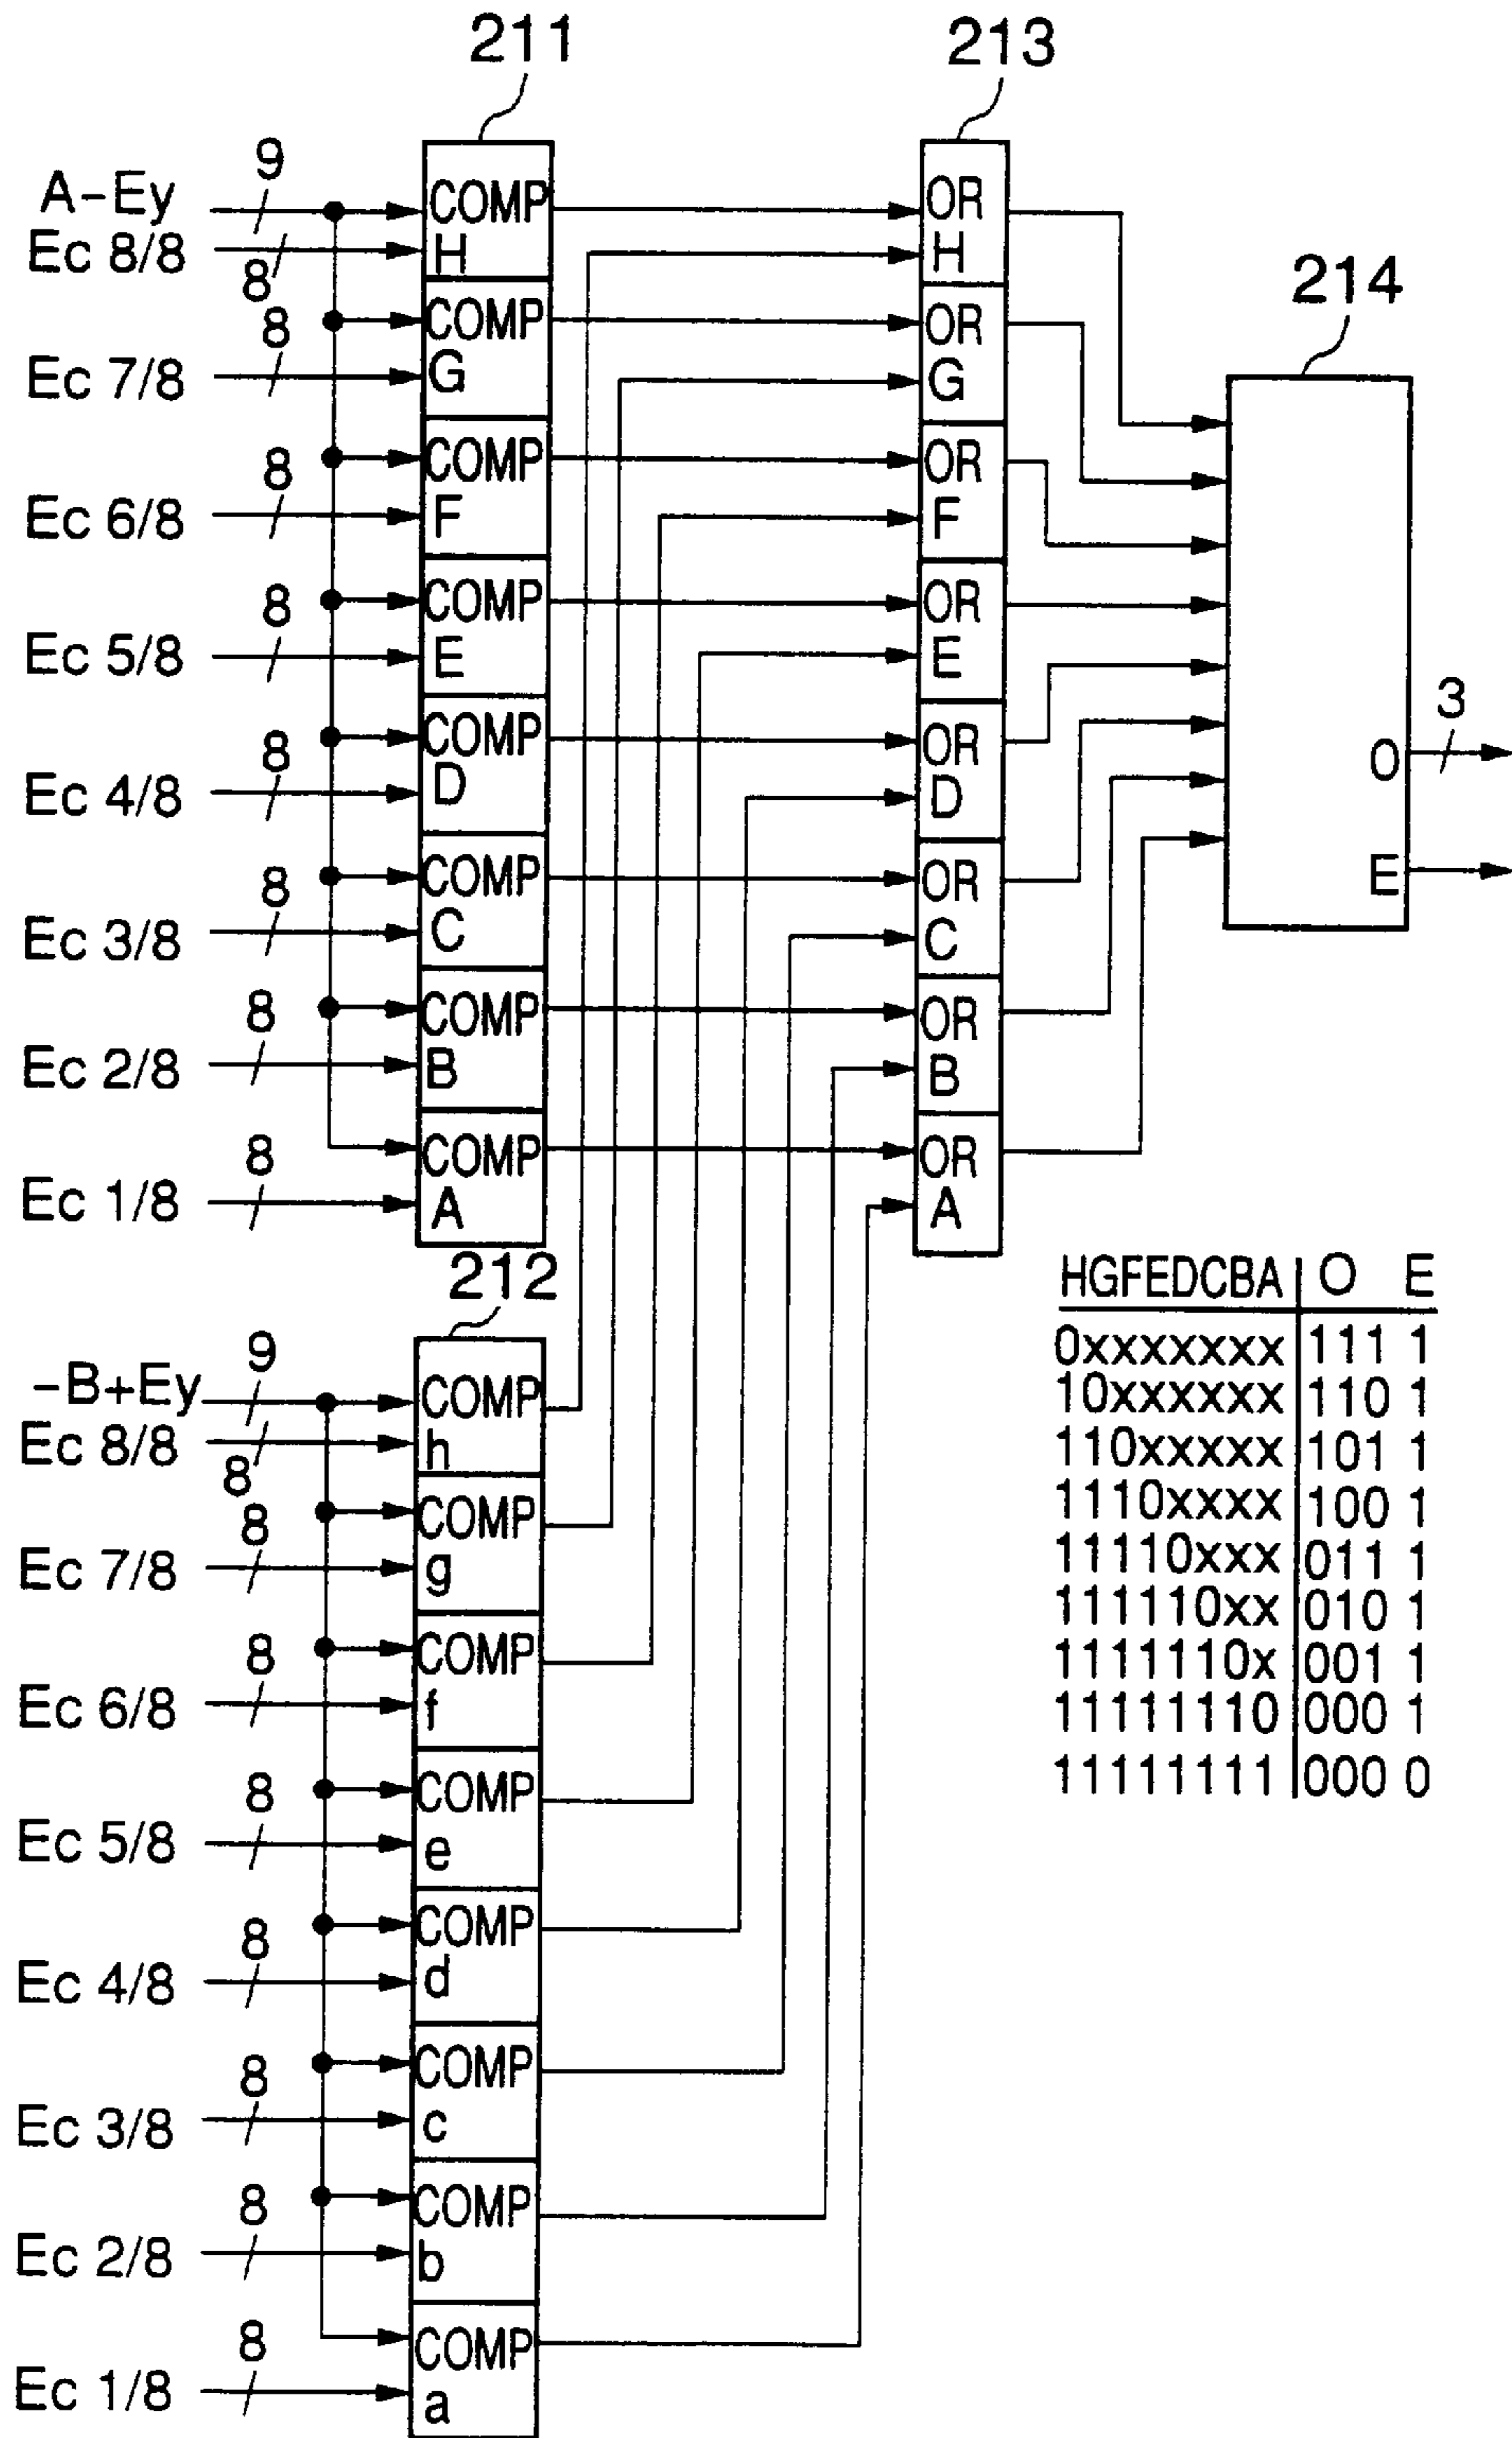 211
213
9
A-Ey
COMP
OR
Ec 8/8
H
H
8
214
8
COMP
OR
Ec 7/8
G
G
8
COMP
OR
Ec 6/8
F
F
8
COMP
OR
Ec 5/8
E
E
8
COMP
OR
Ec 4/8
D
D
O
3
8
COMP
OR
E
Ec 3/8
C
C
8
COMP
OR
Ec 2/8
B
B
8
COMP
OR
Ec 1/8
A
A
212
HGFEDCBA O E
0xxxxxxx 111 1
10xxxxxx 110 1
110xxxxx 101 1
1110xxxx 100 1
11110xxx 011 1
111110xx 010 1
1111110x 001 1
11111110 000 1
11111111 000 0
9
-B+Ey
COMP
Ec 8/8
h
8
8
COMP
Ec 7/8
g
8
COMP
Ec 6/8
f
8
COMP
Ec 5/8
e
8
COMP
Ec 4/8
d
8
COMP
Ec 3/8
c
8
COMP
Ec 2/8
b
8
COMP
Ec 1/8
a